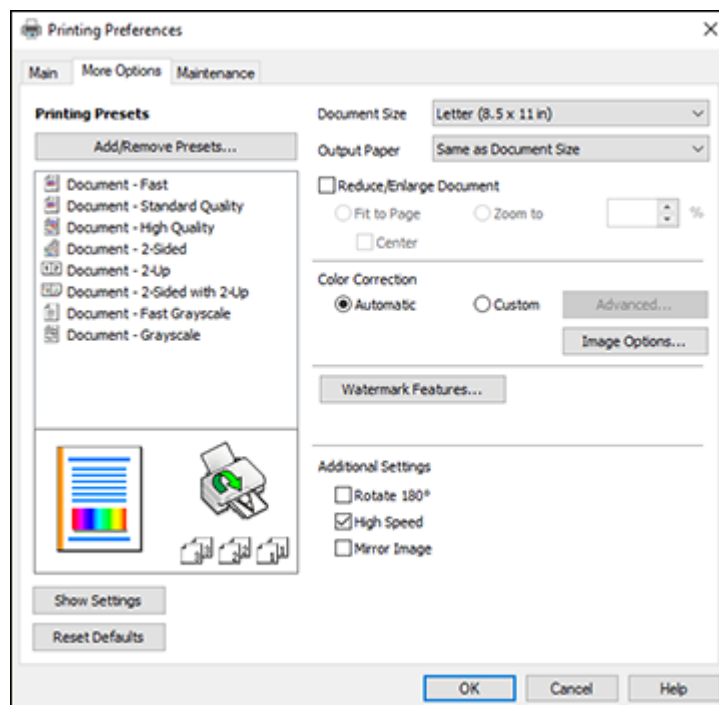 Printing Preferences
Main
More Options
Maintenance
Printing Presets
Add/Remove Presets...
Document - Fast
Document - Standard Quality
Document - High Quality
Document - 2-Sided
Document - 2-Up
Document - 2-Sided with 2-Up
Document - Fast Grayscale
Document - Grayscale
Show Settings
Reset Defaults
Document Size
Letter (8.5 x 11 in)
Output Paper
Same as Document Size
Reduce/Enlarge Document
Fit to Page
Zoom to
%
Center
Color Correction
Automatic
Custom
Advanced...
Image Options...
Watermark Features...
Additional Settings
Rotate 180°
High Speed
Mirror Image
OK
Cancel
Help